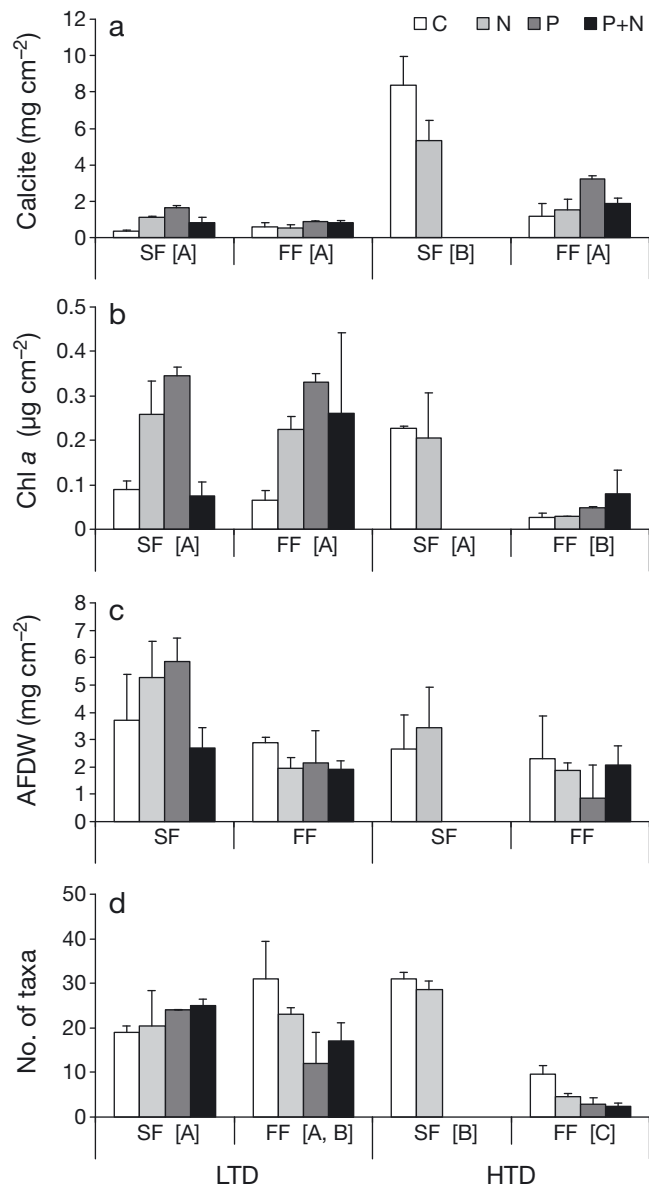 a
C N P P+N
Calcite (mg cm−2)
12
10
8
6
4
2
0
SF [A] FF [A] SF [B] FF [A]
b
Chl a (µg cm−2)
0.5
0.4
0.3
0.2
0.1
0
SF [A] FF [A] SF [A] FF [B]
c
AFDW (mg cm−2)
8
7
6
5
4
3
2
1
0
SF FF SF FF
d
No. of taxa
50
40
30
20
10
0
SF [A] FF [A, B] SF [B] FF [C]
LTD HTD